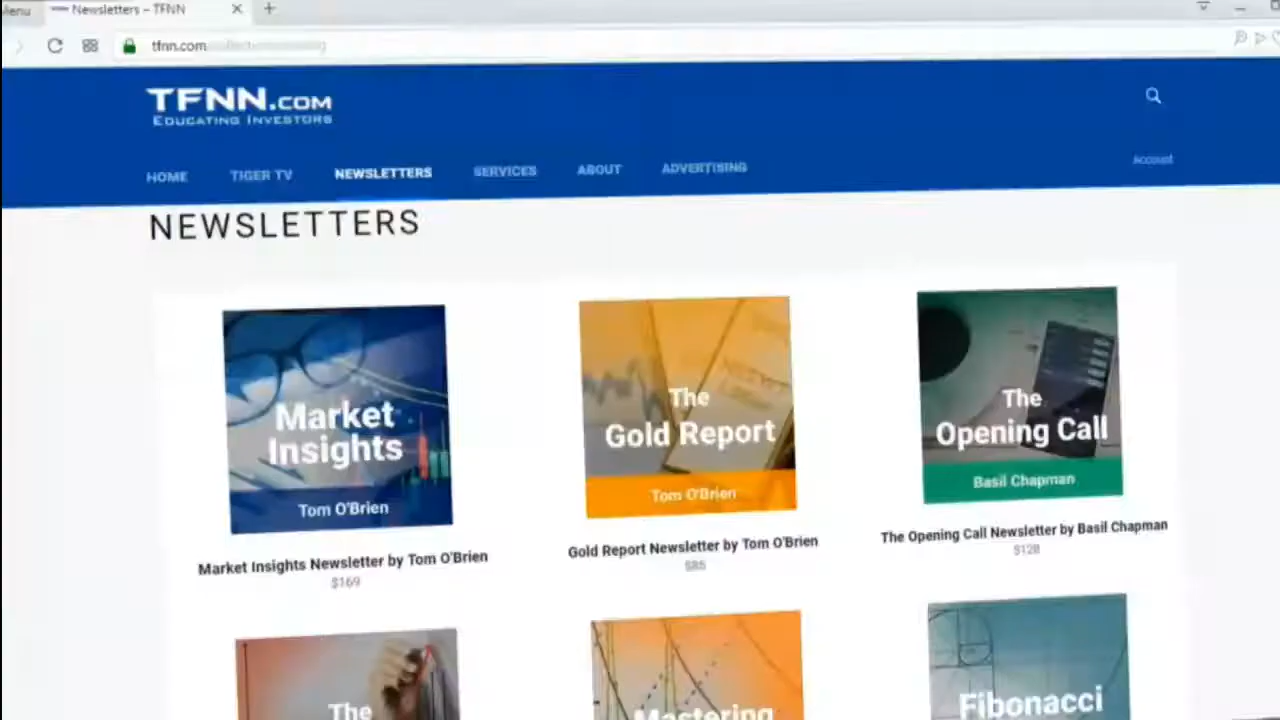 Menu
Newsletters – TFNN
tfnn.com
TFNN.COM
EDUCATING INVESTORS
HOME
TIGER TV
NEWSLETTERS
SERVICES
ABOUT
ADVERTISING
Account
NEWSLETTERS
Market
Insights
Tom O'Brien
Market Insights Newsletter by Tom O'Brien
$169
The
Gold Report
Tom O'Brien
Gold Report Newsletter by Tom O'Brien
The
Opening Call
Basil Chapman
The Opening Call Newsletter by Basil Chapman
The
Mastering
Fibonacci